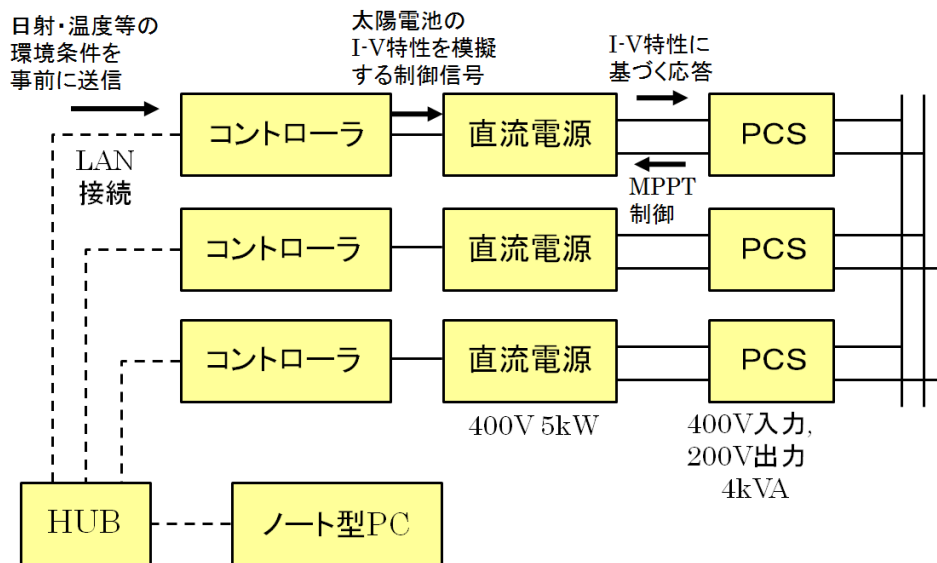 日射・温度等の
環境条件を
事前に送信
太陽電池の
I-V特性を模擬
する制御信号
I-V特性に
基づく応答
コントローラ
直流電源
PCS
LAN
接続
MPPT
制御
コントローラ
直流電源
PCS
コントローラ
直流電源
PCS
400V 5kW
400V入力,
200V出力
4kVA
HUB
ノート型PC